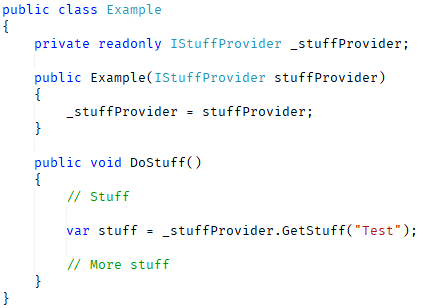 public class Example
{
    private readonly IStuffProvider _stuffProvider;

    public Example(IStuffProvider stuffProvider)
    {
        _stuffProvider = stuffProvider;
    }

    public void DoStuff()
    {
        // Stuff

        var stuff = _stuffProvider.GetStuff("Test");

        // More stuff
    }
}